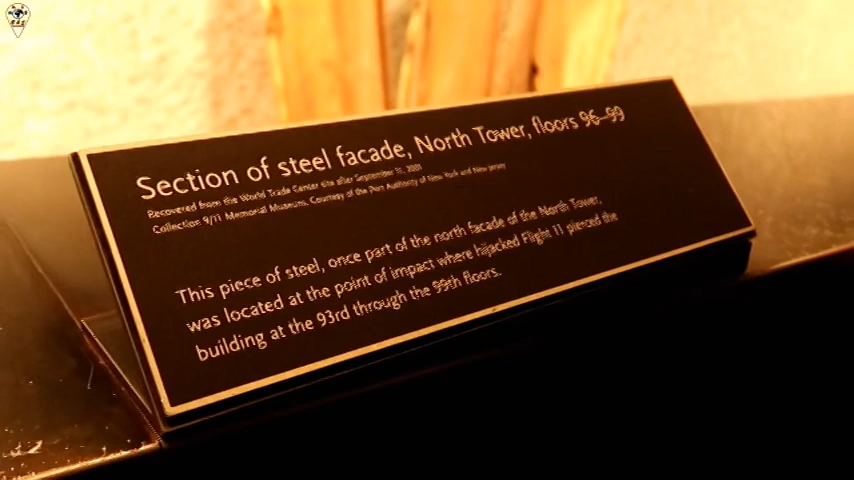 Section of steel facade, North Tower, floors 96–99
Recovered from the World Trade Center site after September 11, 2001
Collection 9/11 Memorial Museum, Courtesy of the Port Authority of New York and New Jersey
This piece of steel, once part of the north facade of the North Tower,
was located at the point of impact where hijacked Flight 11 pierced the
building at the 93rd through the 99th floors.